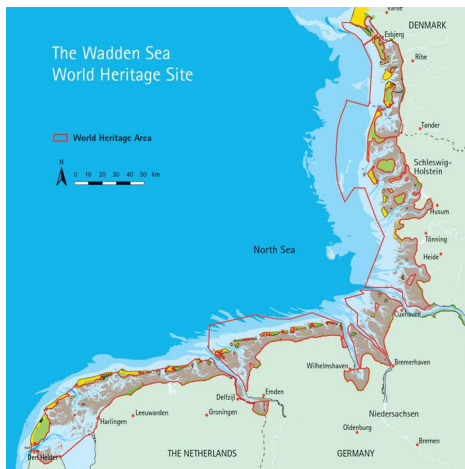 Varde
DENMARK
Esbjerg
The Wadden Sea
World Heritage Site
Ribe
World Heritage Area
Tønder
N
0 10 20 30 40 50 km
Schleswig-
Holstein
Husum
Tönning
North Sea
Heide
Cuxhaven
Wilhelmshaven
Bremerhaven
Emden
Delfzijl
Leeuwarden
Groningen
Niedersachsen
Harlingen
Oldenburg
Bremen
Den Helder
THE NETHERLANDS
GERMANY